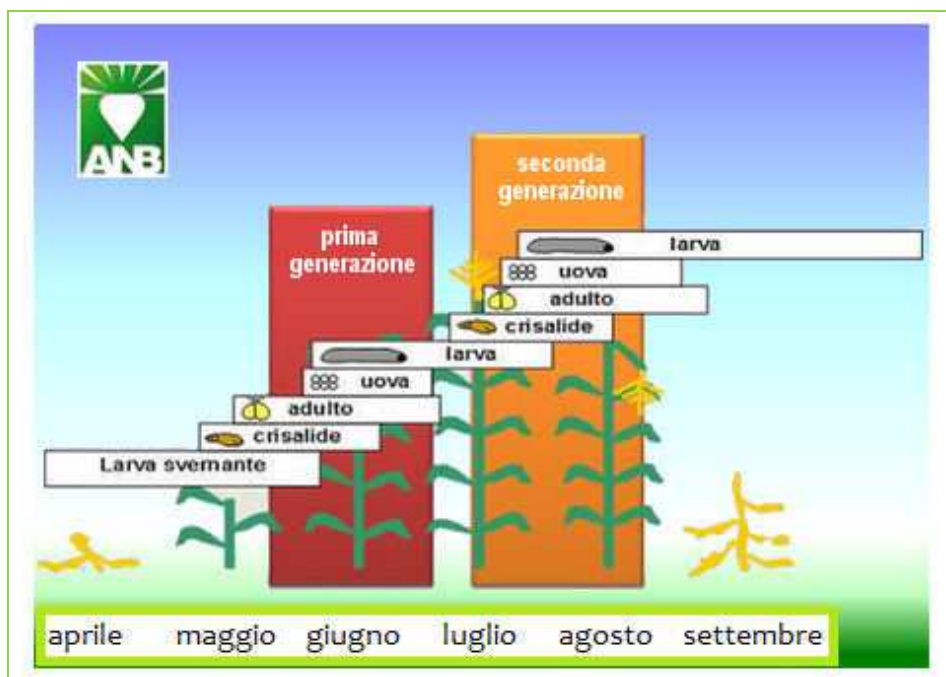 ANB
seconda
generazione
prima
generazione
larva
uova
adulto
crisalide
larva
uova
adulto
crisalide
Larva svernante
aprile maggio giugno luglio agosto settembre